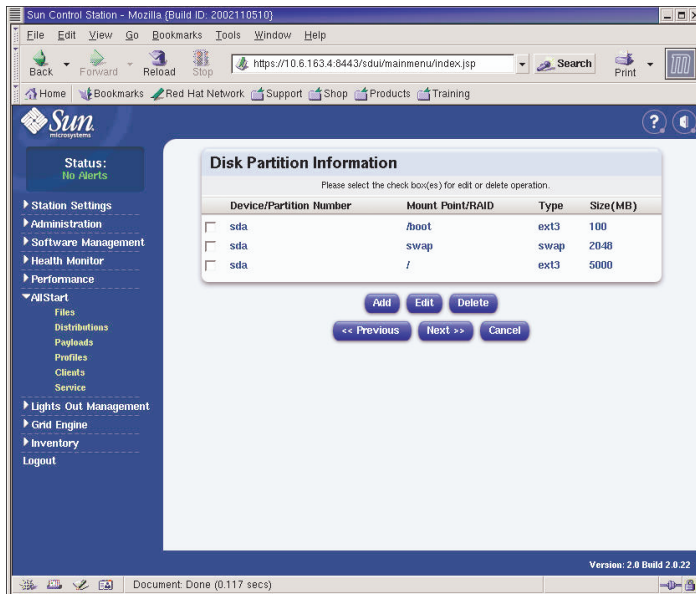 Sun Control Station - Mozilla {Build ID: 2002110510}
File Edit View Go Bookmarks Tools Window Help
Back Forward Reload Stop https://10.6.163.4:8443/sdui/mainmenu/index.jsp Search Print
Home Bookmarks Red Hat Network Support Shop Products Training
Sun
microsystems
?
Status:
No Alerts
Station Settings
Administration
Software Management
Health Monitor
Performance
AllStart
Files
Distributions
Payloads
Profiles
Clients
Service
Lights Out Management
Grid Engine
Inventory
Logout
Disk Partition Information
Please select the check box(es) for edit or delete operation.
Device/Partition Number Mount Point/RAID Type Size(MB)
sda /boot ext3 100
sda swap swap 2048
sda / ext3 5000
Add Edit Delete
<< Previous Next >> Cancel
Version: 2.0 Build 2.0.22
Document: Done (0.117 secs)